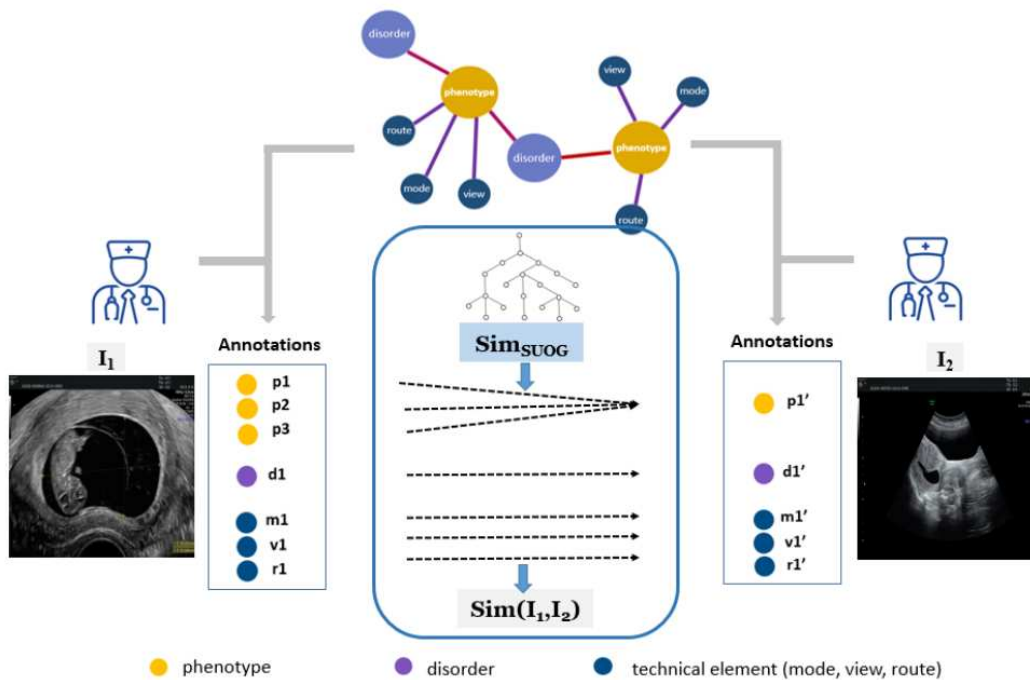 disorder
phenotype
view
mode
route
disorder
phenotype
mode
view
route
Annotations
Sim_SUOG
Annotations
I₁
I₂
p1
p2
p3
d1
m1
v1
r1
p1′
d1′
m1′
v1′
r1′
Sim(I₁,I₂)
phenotype
disorder
technical element (mode, view, route)